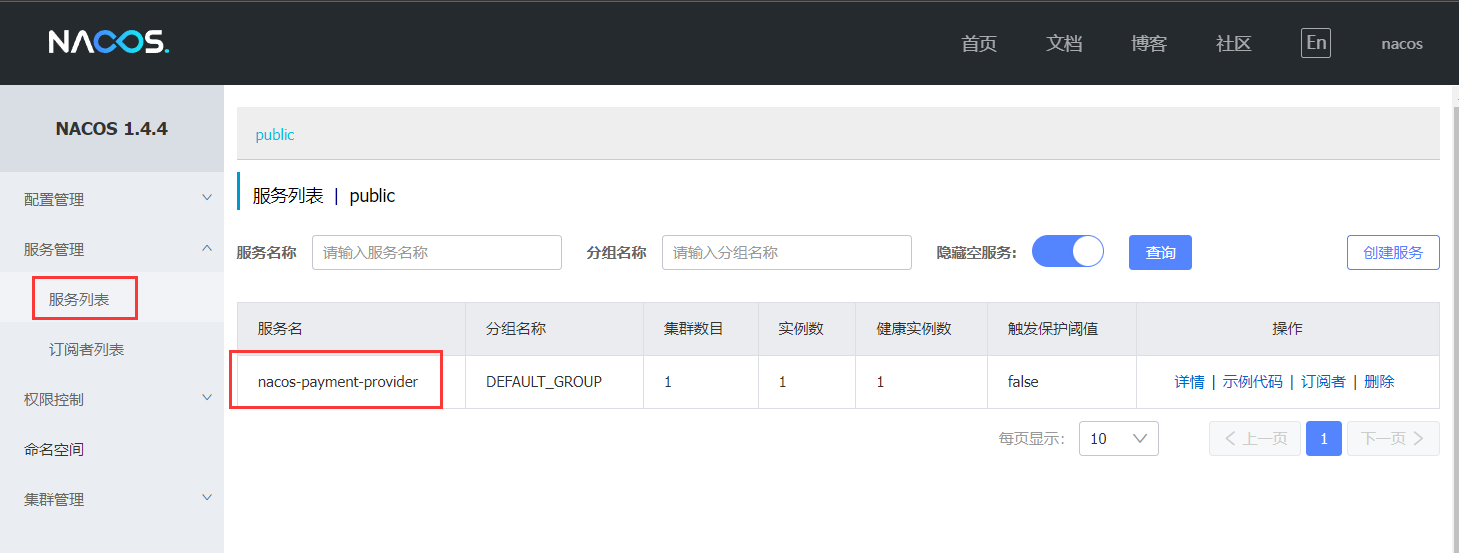 NACOS. 首页 文档 博客 社区 En nacos
NACOS 1.4.4
配置管理
服务管理
服务列表
订阅者列表
权限控制
命名空间
集群管理
public
服务列表 | public
服务名称 请输入服务名称 分组名称 请输入分组名称 隐藏空服务: 查询 创建服务
服务名 分组名称 集群数目 实例数 健康实例数 触发保护阈值 操作
nacos-payment-provider DEFAULT_GROUP 1 1 1 false 详情 | 示例代码 | 订阅者 | 删除
每页显示: 10 上一页 1 下一页